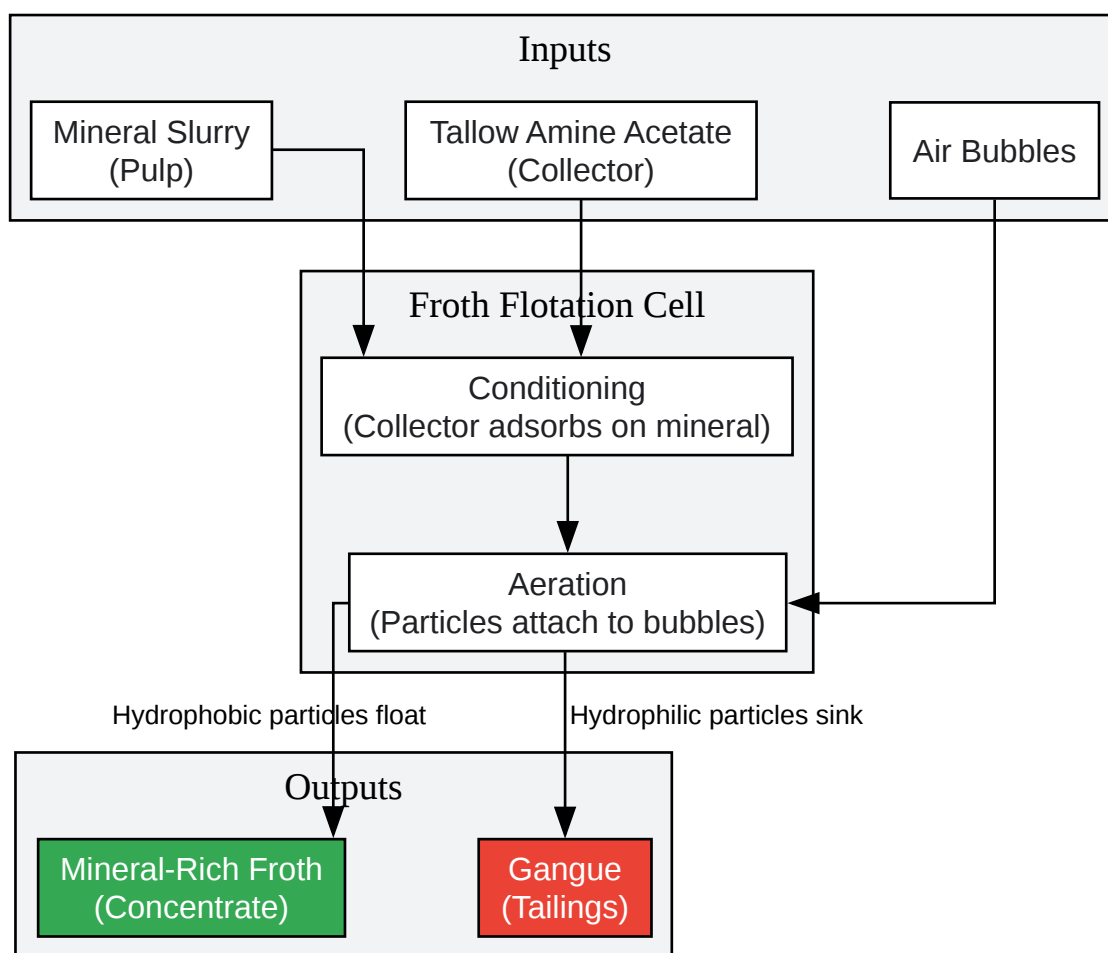 Inputs
Mineral Slurry
(Pulp)
Tallow Amine Acetate
(Collector)
Air Bubbles
Froth Flotation Cell
Conditioning
(Collector adsorbs on mineral)
Aeration
(Particles attach to bubbles)
Hydrophobic particles float
Hydrophilic particles sink
Outputs
Mineral-Rich Froth
(Concentrate)
Gangue
(Tailings)